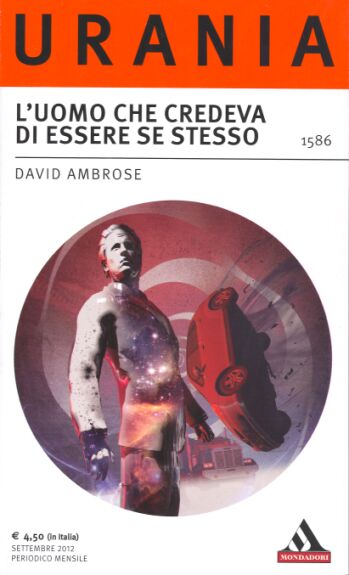 URANIA
L'UOMO CHE CREDEVA
DI ESSERE SE STESSO
1586
DAVID AMBROSE
€ 4,50 (in Italia)
SETTEMBRE 2012
PERIODICO MENSILE
MONDADORI